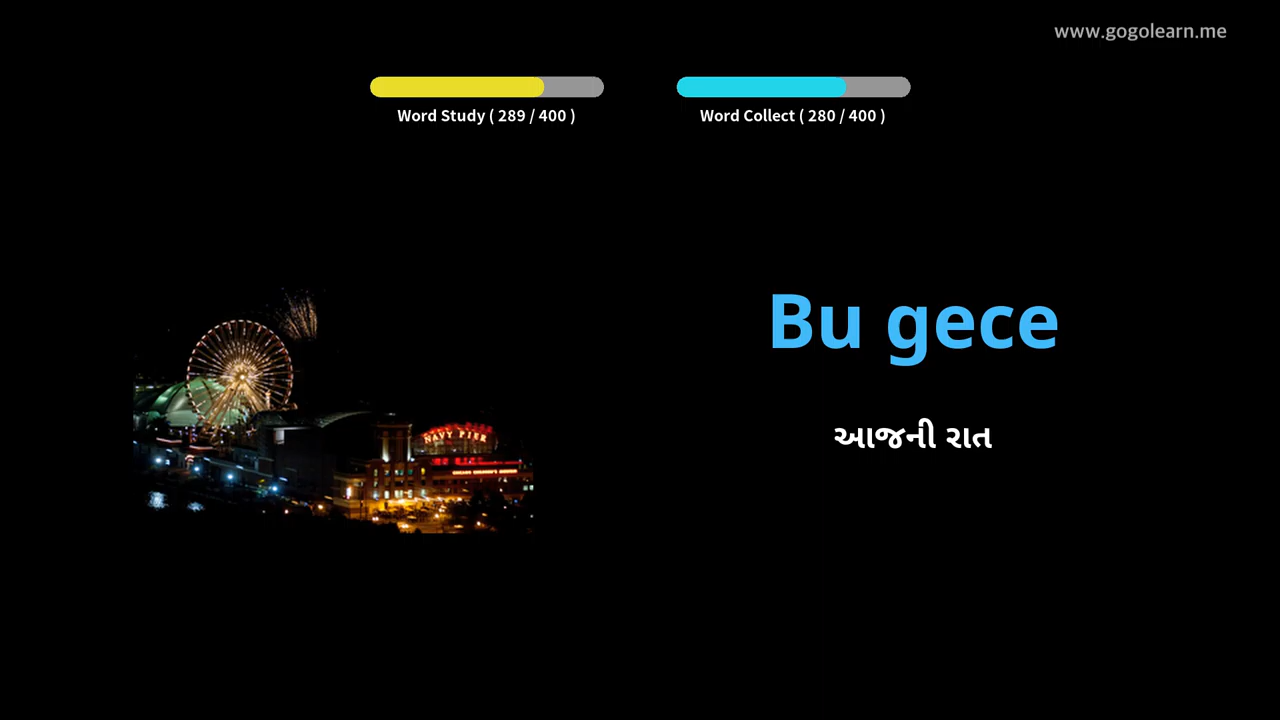 www.gogolearn.me
Word Study ( 289 / 400 )
Word Collect ( 280 / 400 )
Bu gece
આજની રાત
NAVY PIER